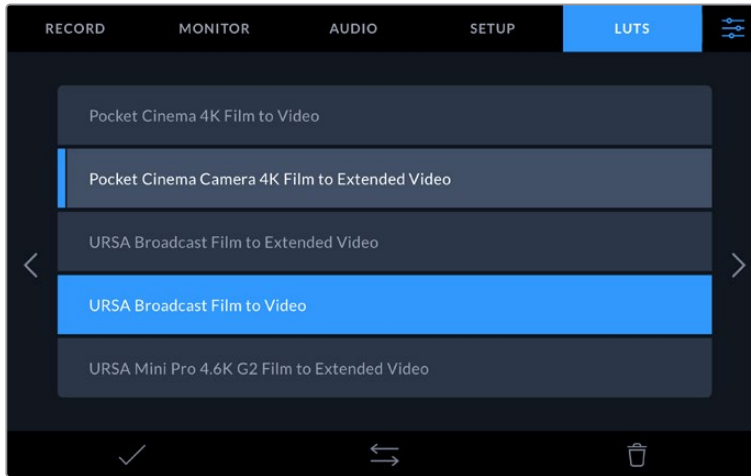 RECORD MONITOR AUDIO SETUP LUTS
Pocket Cinema 4K Film to Video
Pocket Cinema Camera 4K Film to Extended Video
URSA Broadcast Film to Extended Video
URSA Broadcast Film to Video
URSA Mini Pro 4.6K G2 Film to Extended Video